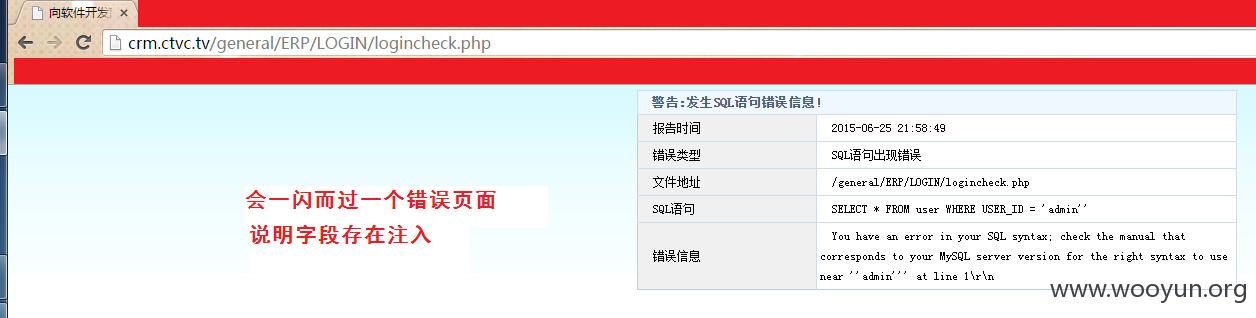 向软件开发
crm.ctvc.tv/general/ERP/LOGIN/logincheck.php
警告:发生SQL语句错误信息!
报告时间 2015-06-25 21:58:49
错误类型 SQL语句出现错误
文件地址 /general/ERP/LOGIN/logincheck.php
SQL语句 SELECT * FROM user WHERE USER_ID = 'admin''
错误信息 You have an error in your SQL syntax; check the manual that
corresponds to your MySQL server version for the right syntax to use
near ''admin''' at line 1\r\n
会一闪而过一个错误页面
说明字段存在注入
www.wooyun.org